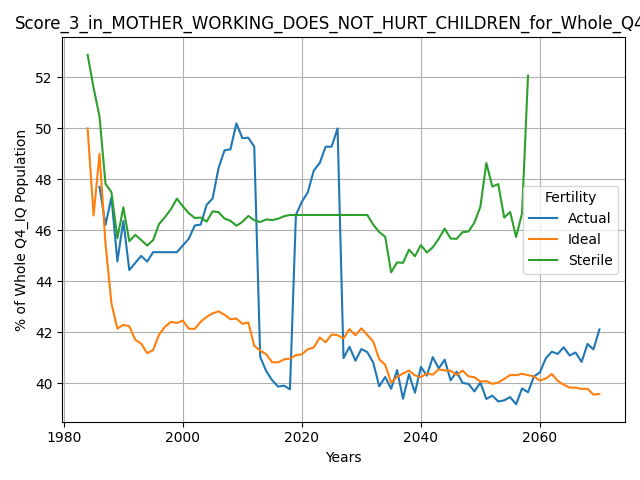 Score_3_in_MOTHER_WORKING_DOES_NOT_HURT_CHILDREN_for_Whole_Q4
% of Whole Q4_IQ Population
52
50
48
46
44
42
40
Fertility
Actual
Ideal
Sterile
1980 2000 2020 2040 2060
Years